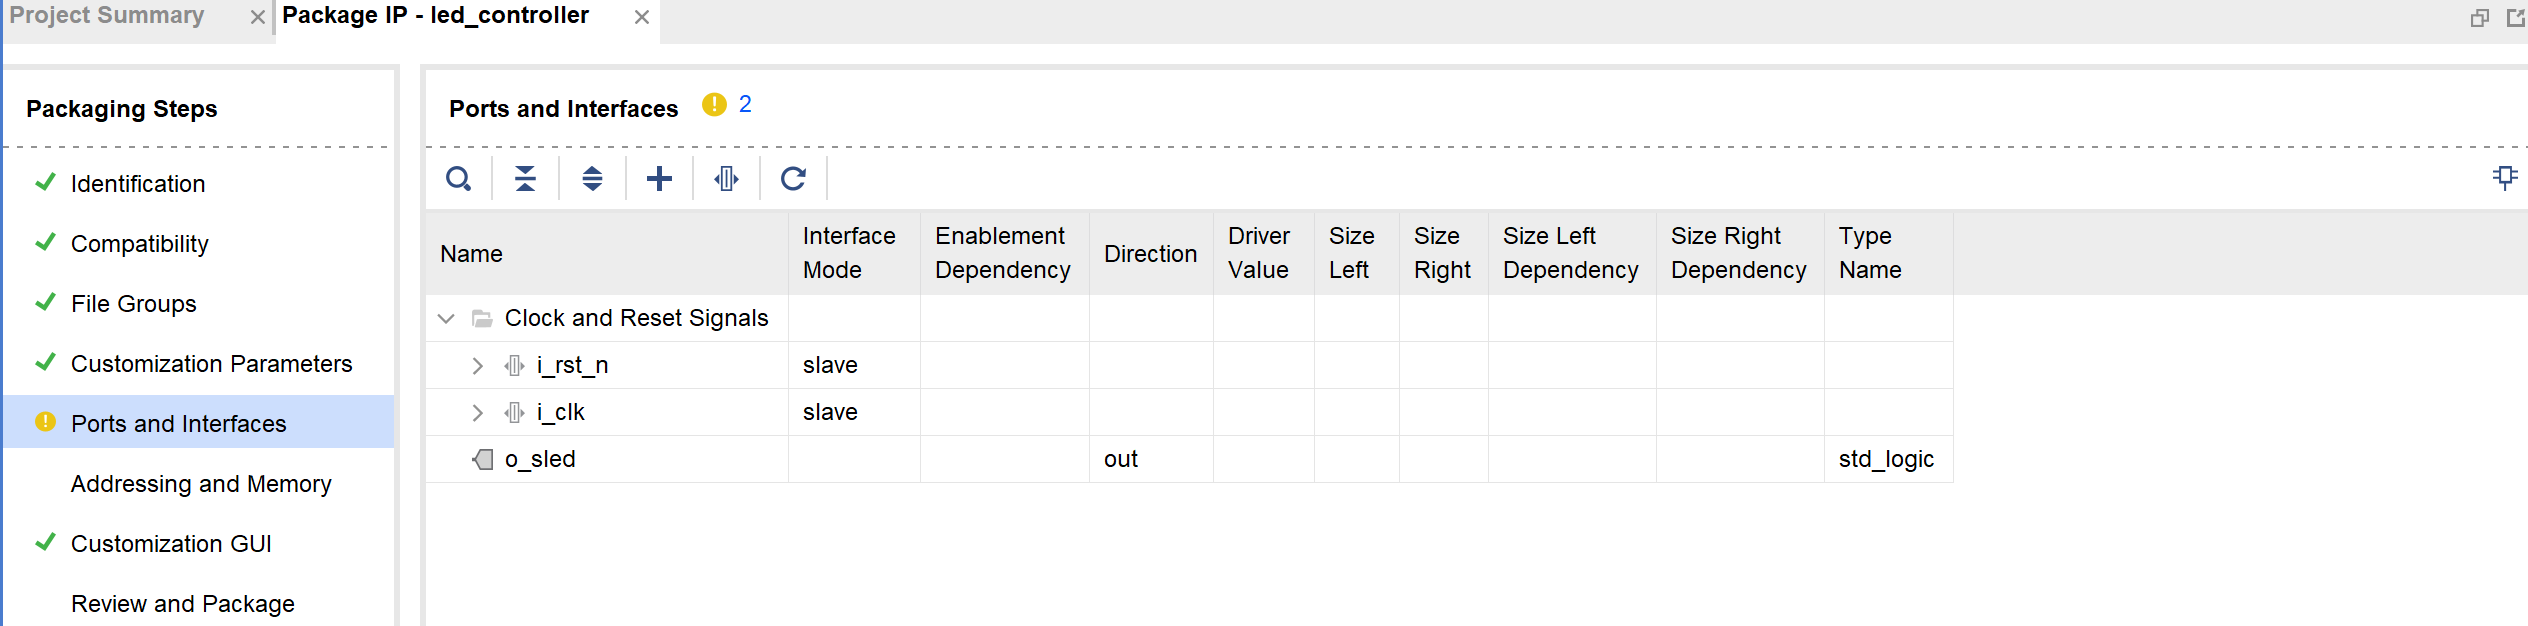 Project Summary
Package IP - led_controller
Packaging Steps
Identification
Compatibility
File Groups
Customization Parameters
Ports and Interfaces
Addressing and Memory
Customization GUI
Review and Package
Ports and Interfaces 2
Name Interface Mode Enablement Dependency Direction Driver Value Size Left Size Right Size Left Dependency Size Right Dependency Type Name
Clock and Reset Signals
i_rst_n slave
i_clk slave
o_sled out std_logic